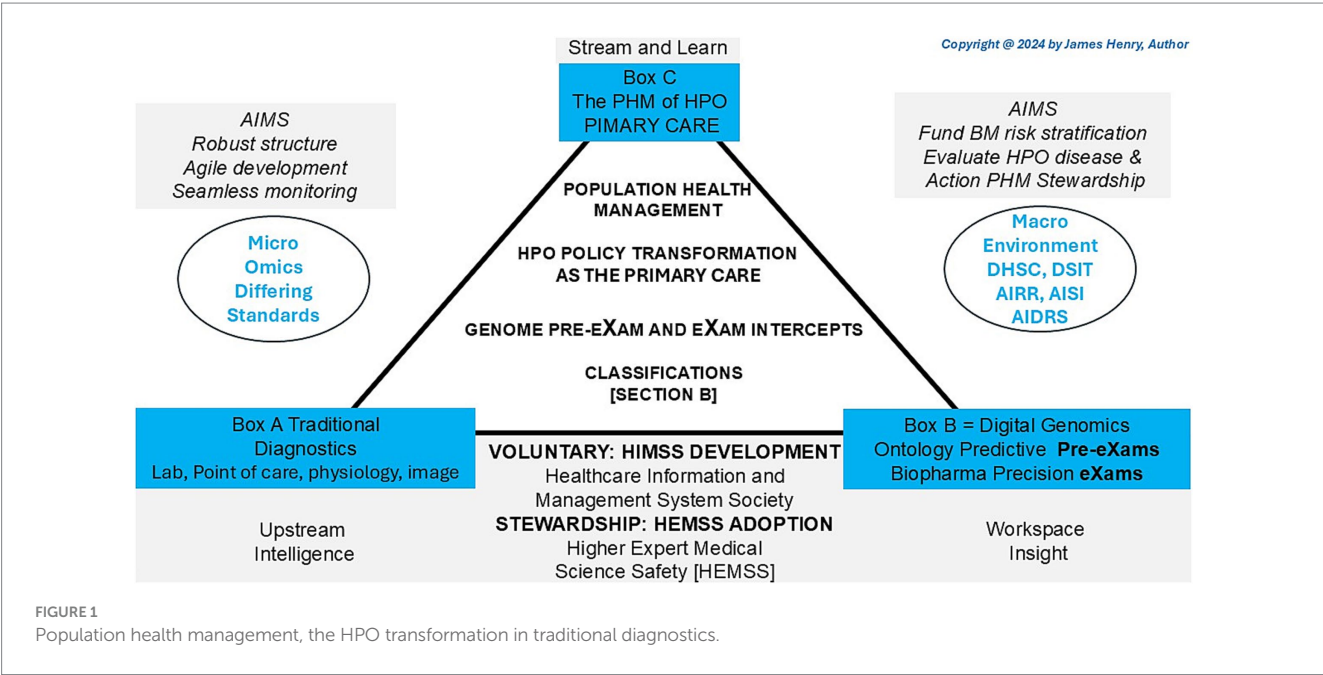 Copyright @ 2024 by James Henry, Author
Stream and Learn
Box C
The PHM of HPO
PIMARY CARE
AIMS
Robust structure
Agile development
Seamless monitoring
AIMS
Fund BM risk stratification
Evaluate HPO disease &
Action PHM Stewardship
Micro
Omics
Differing
Standards
Macro
Environment
DHSC, DSIT
AIRR, AISI
AIDRS
POPULATION HEALTH
MANAGEMENT
HPO POLICY TRANSFORMATION
AS THE PRIMARY CARE
GENOME PRE-EXAM AND EXAM INTERCEPTS
CLASSIFICATIONS
[SECTION B]
Box A Traditional
Diagnostics
Lab, Point of care, physiology, image
Box B = Digital Genomics
Ontology Predictive Pre-eXams
Biopharma Precision eXams
VOLUNTARY: HIMSS DEVELOPMENT
Healthcare Information and
Management System Society
STEWARDSHIP: HEMSS ADOPTION
Higher Expert Medical
Science Safety [HEMSS]
Upstream
Intelligence
Workspace
Insight
FIGURE 1
Population health management, the HPO transformation in traditional diagnostics.